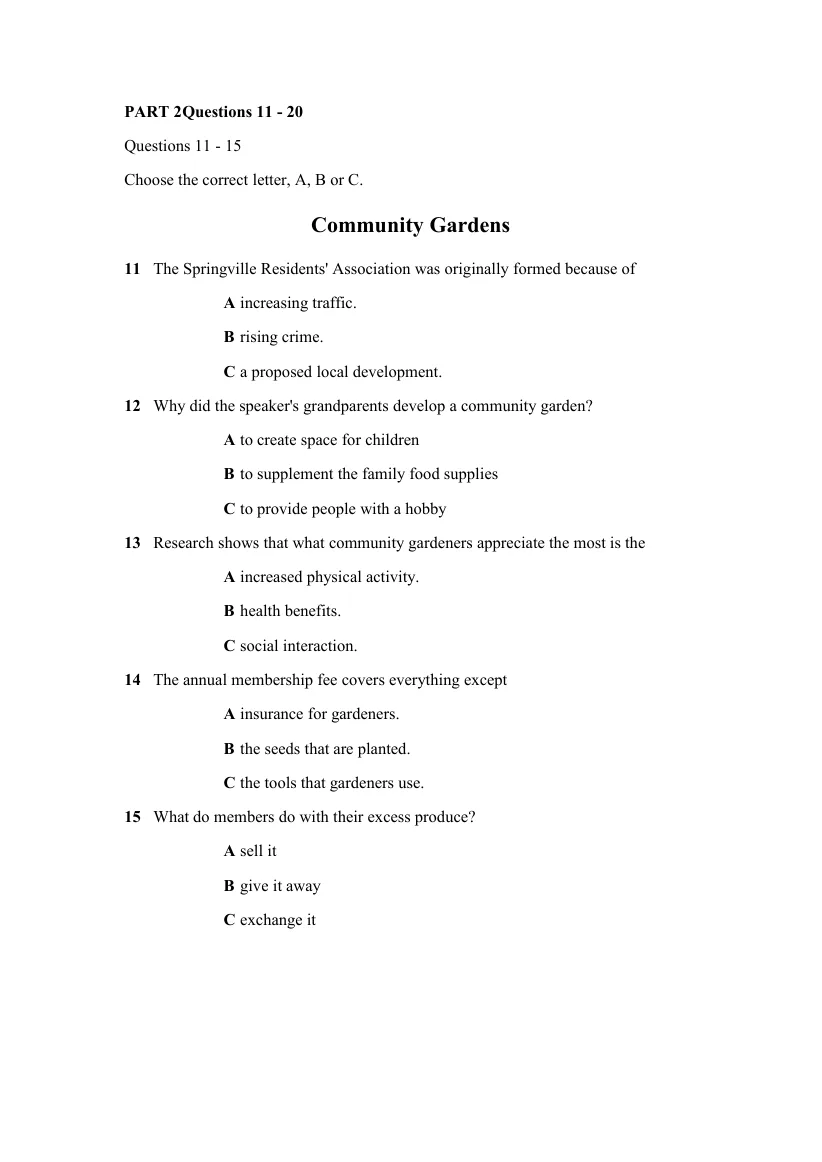 PART 2Questions 11 - 20
Questions 11 - 15
Choose the correct letter, A, B or C.
Community Gardens
11 The Springville Residents' Association was originally formed because of
A increasing traffic.
B rising crime.
C a proposed local development.
12 Why did the speaker's grandparents develop a community garden?
A to create space for children
B to supplement the family food supplies
C to provide people with a hobby
13 Research shows that what community gardeners appreciate the most is the
A increased physical activity.
B health benefits.
C social interaction.
14 The annual membership fee covers everything except
A insurance for gardeners.
B the seeds that are planted.
C the tools that gardeners use.
15 What do members do with their excess produce?
A sell it
B give it away
C exchange it